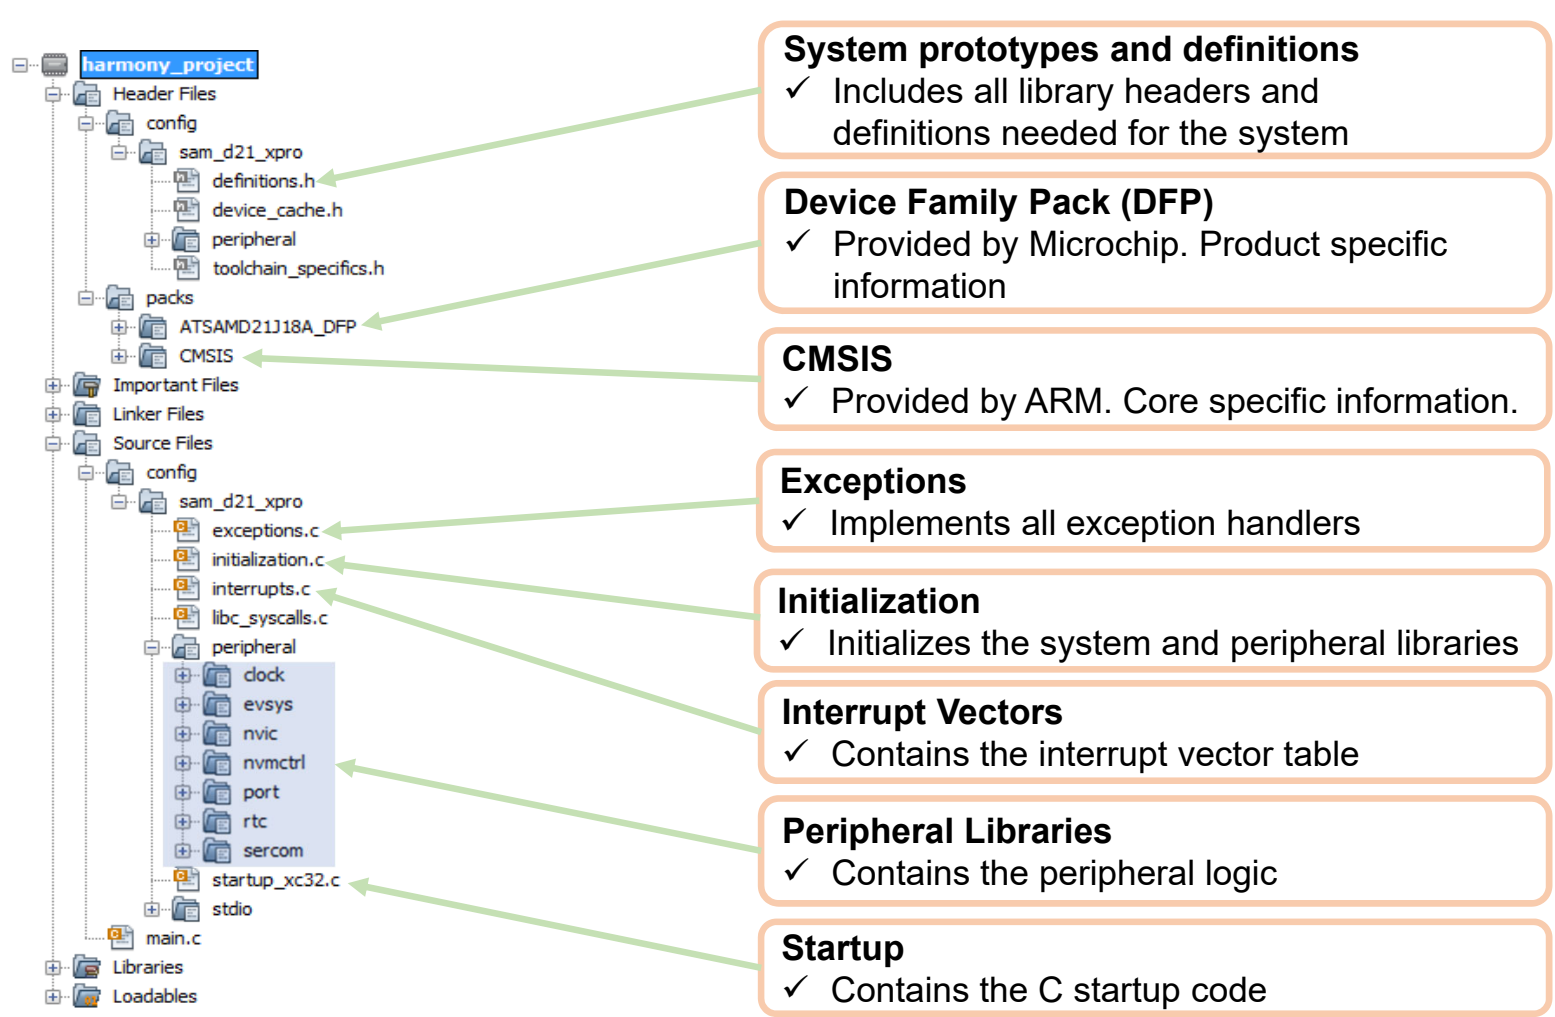 harmony_project
Header Files
config
sam_d21_xpro
definitions.h
device_cache.h
peripheral
toolchain_specifics.h
packs
ATSAMD21J18A_DFP
CMSIS
Important Files
Linker Files
Source Files
config
sam_d21_xpro
exceptions.c
initialization.c
interrupts.c
libc_syscalls.c
peripheral
clock
evsys
nvic
nvmctrl
port
rtc
sercom
startup_xc32.c
stdio
main.c
Libraries
Loadables
System prototypes and definitions
✓ Includes all library headers and
definitions needed for the system
Device Family Pack (DFP)
✓ Provided by Microchip. Product specific
information
CMSIS
✓ Provided by ARM. Core specific information.
Exceptions
✓ Implements all exception handlers
Initialization
✓ Initializes the system and peripheral libraries
Interrupt Vectors
✓ Contains the interrupt vector table
Peripheral Libraries
✓ Contains the peripheral logic
Startup
✓ Contains the C startup code